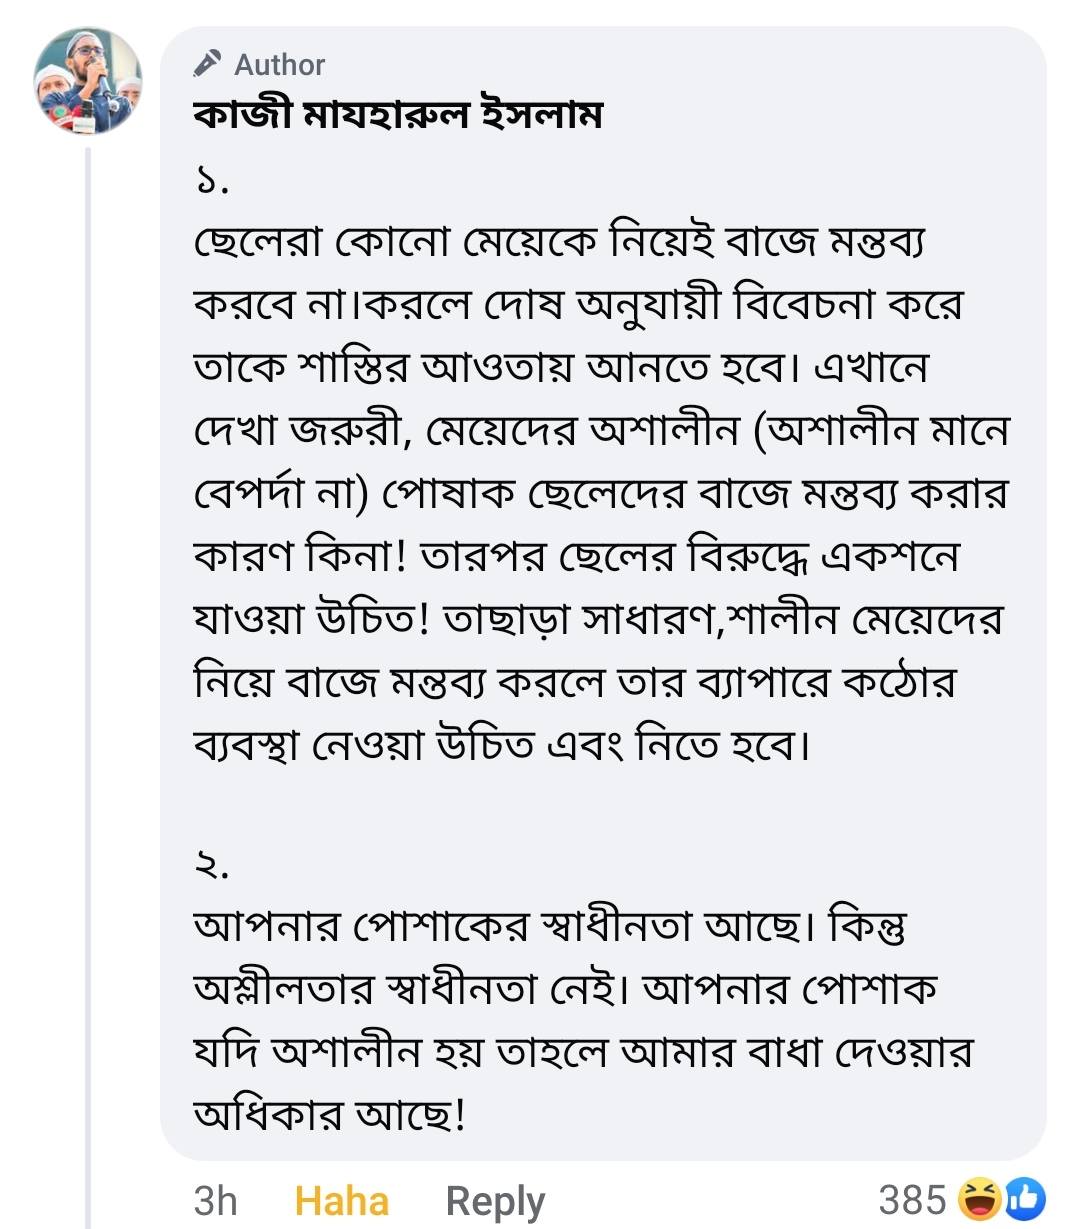 Author
কাজী মাযহারুল ইসলাম
১.
ছেলেরা কোনো মেয়েকে নিয়েই বাজে মন্তব্য
করবে না।করলে দোষ অনুযায়ী বিবেচনা করে
তাকে শাস্তির আওতায় আনতে হবে। এখানে
দেখা জরুরী, মেয়েদের অশালীন (অশালীন মানে
বেপর্দা না) পোষাক ছেলেদের বাজে মন্তব্য করার
কারণ কিনা! তারপর ছেলের বিরুদ্ধে একশনে
যাওয়া উচিত! তাছাড়া সাধারণ,শালীন মেয়েদের
নিয়ে বাজে মন্তব্য করলে তার ব্যাপারে কঠোর
ব্যবস্থা নেওয়া উচিত এবং নিতে হবে।
২.
আপনার পোশাকের স্বাধীনতা আছে। কিন্তু
অশ্লীলতার স্বাধীনতা নেই। আপনার পোশাক
যদি অশালীন হয় তাহলে আমার বাধা দেওয়ার
অধিকার আছে!
3h Haha Reply 385